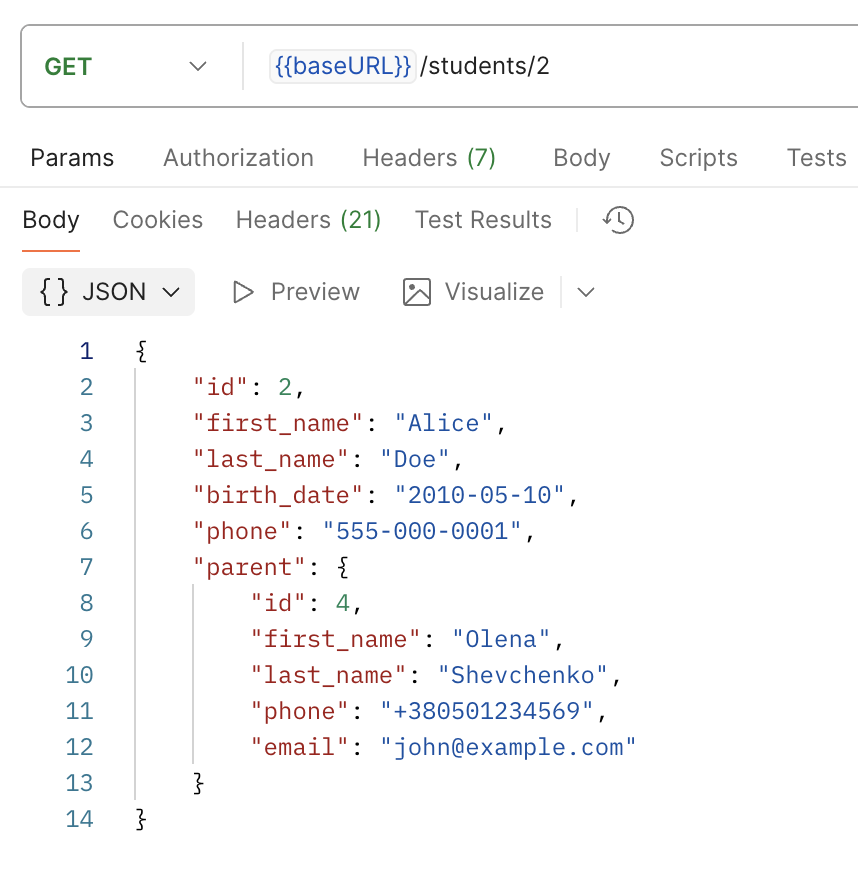 GET {{baseURL}}/students/2
Params Authorization Headers (7) Body Scripts Tests
Body Cookies Headers (21) Test Results
{ } JSON Preview Visualize
1 {
2 "id": 2,
3 "first_name": "Alice",
4 "last_name": "Doe",
5 "birth_date": "2010-05-10",
6 "phone": "555-000-0001",
7 "parent": {
8 "id": 4,
9 "first_name": "Olena",
10 "last_name": "Shevchenko",
11 "phone": "+380501234569",
12 "email": "john@example.com"
13 }
14 }